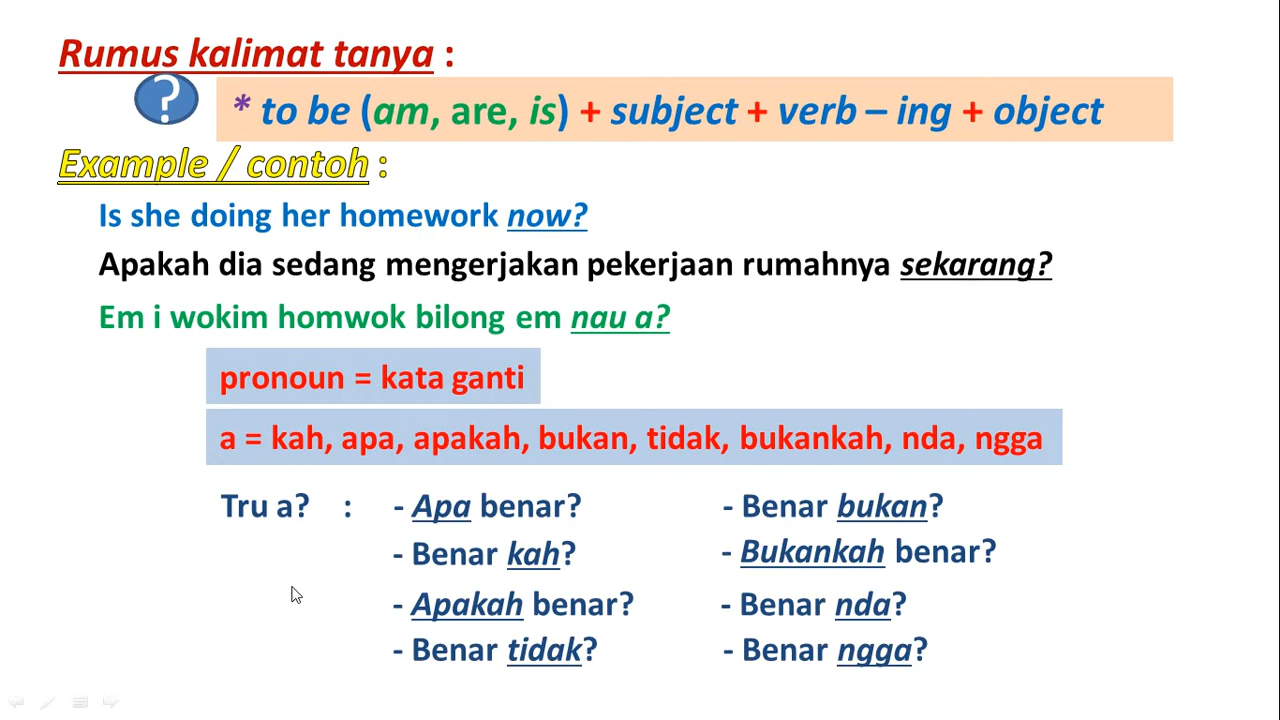 Rumus kalimat tanya :
?
* to be (am, are, is) + subject + verb – ing + object
Example / contoh :
Is she doing her homework now?
Apakah dia sedang mengerjakan pekerjaan rumahnya sekarang?
Em i wokim homwok bilong em nau a?
pronoun = kata ganti
a = kah, apa, apakah, bukan, tidak, bukankah, nda, ngga
Tru a? : - Apa benar? - Benar bukan?
- Benar kah? - Bukankah benar?
- Apakah benar? - Benar nda?
- Benar tidak? - Benar ngga?